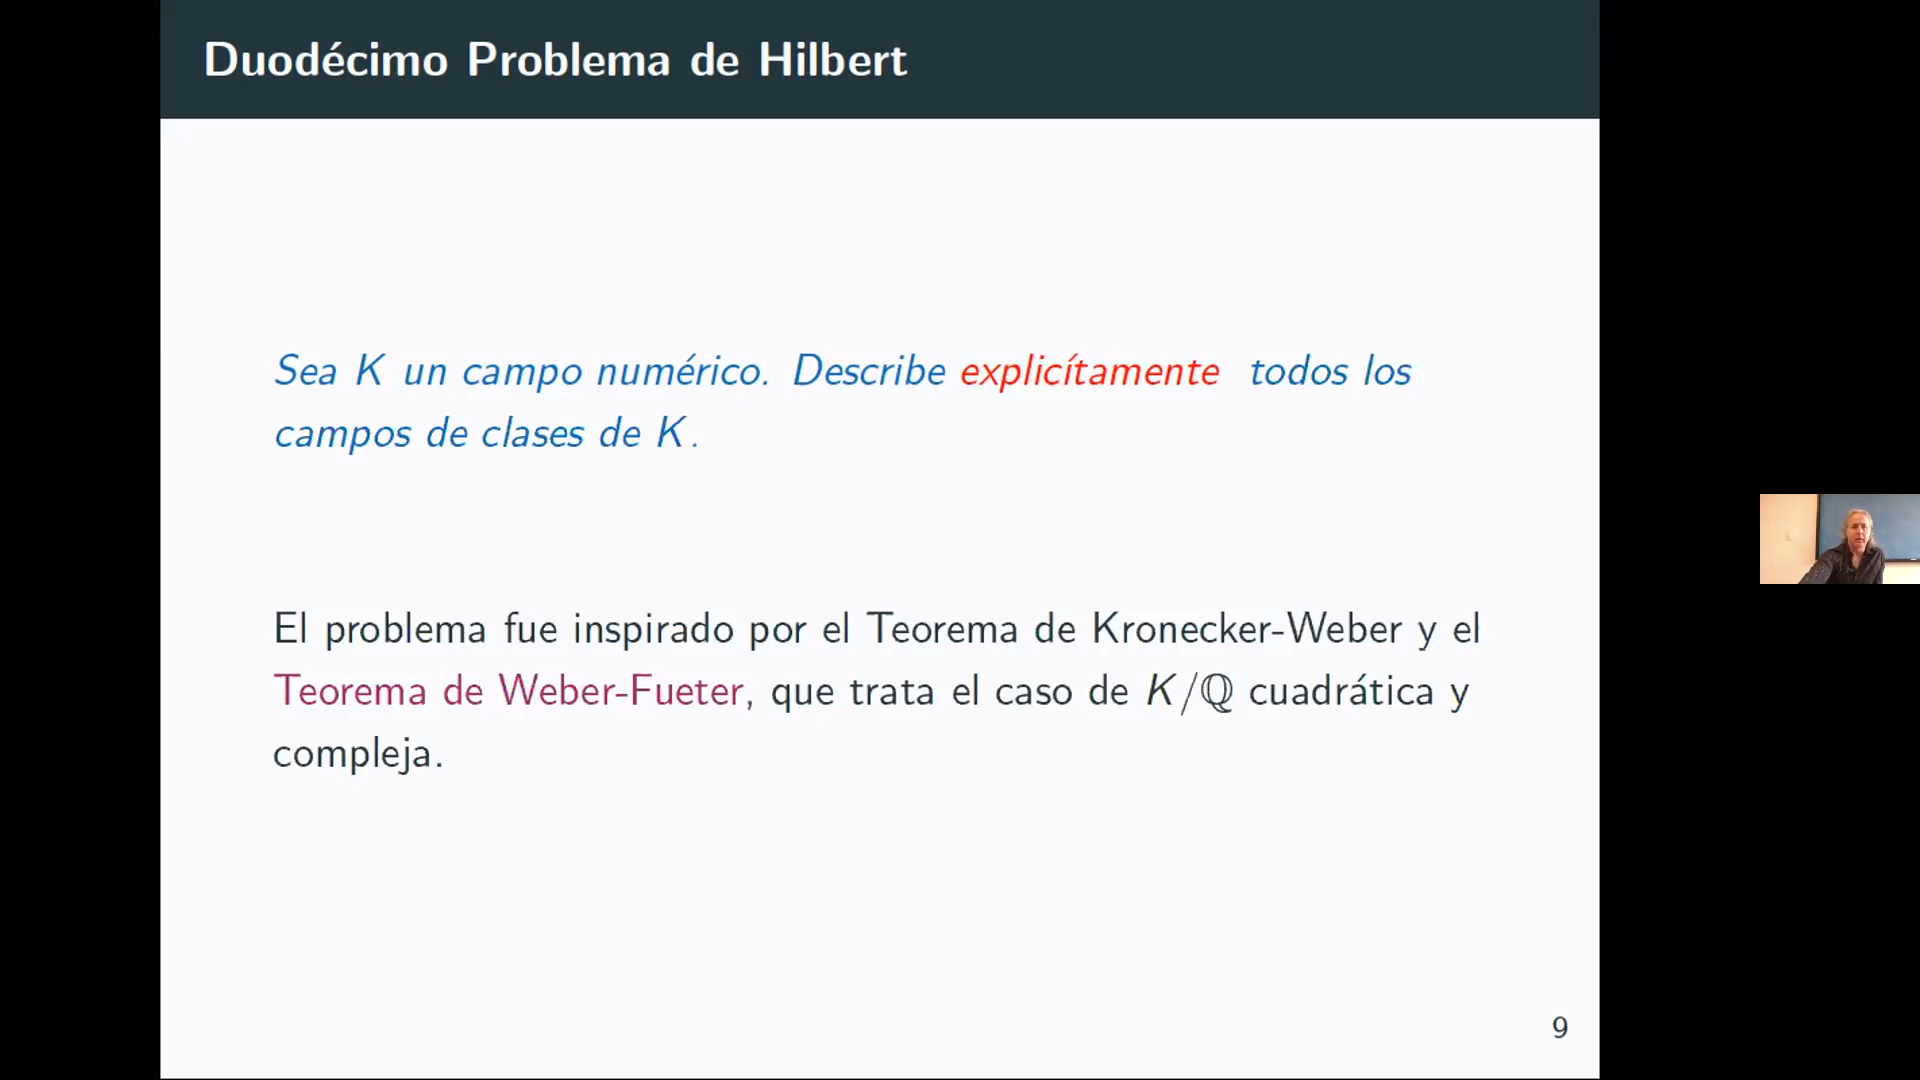 Duodécimo Problema de Hilbert
Sea K un campo numérico. Describe explicítamente todos los
campos de clases de K.
El problema fue inspirado por el Teorema de Kronecker-Weber y el
Teorema de Weber-Fueter, que trata el caso de K/ℚ cuadrática y
compleja.
9